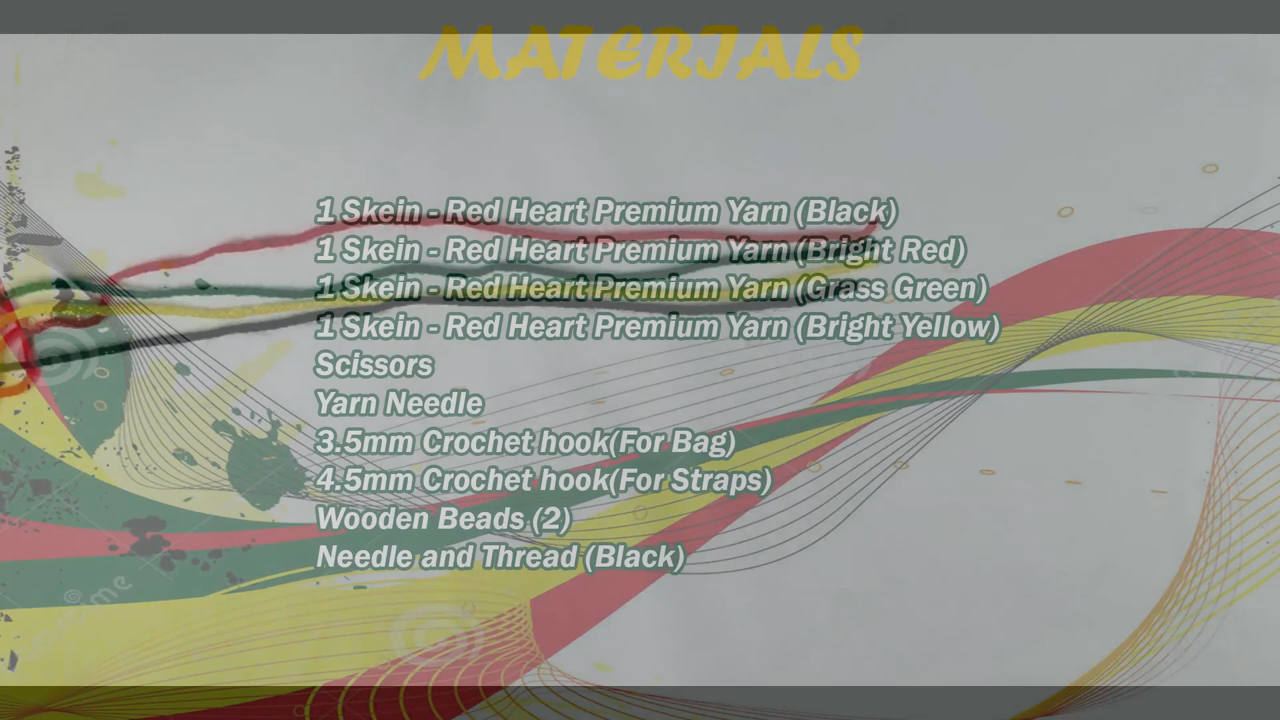 MATERIALS
1 Skein - Red Heart Premium Yarn (Black)
1 Skein - Red Heart Premium Yarn (Bright Red)
1 Skein - Red Heart Premium Yarn (Grass Green)
1 Skein - Red Heart Premium Yarn (Bright Yellow)
Scissors
Yarn Needle
3.5mm Crochet hook(For Bag)
4.5mm Crochet hook(For Straps)
Wooden Beads (2)
Needle and Thread (Black)